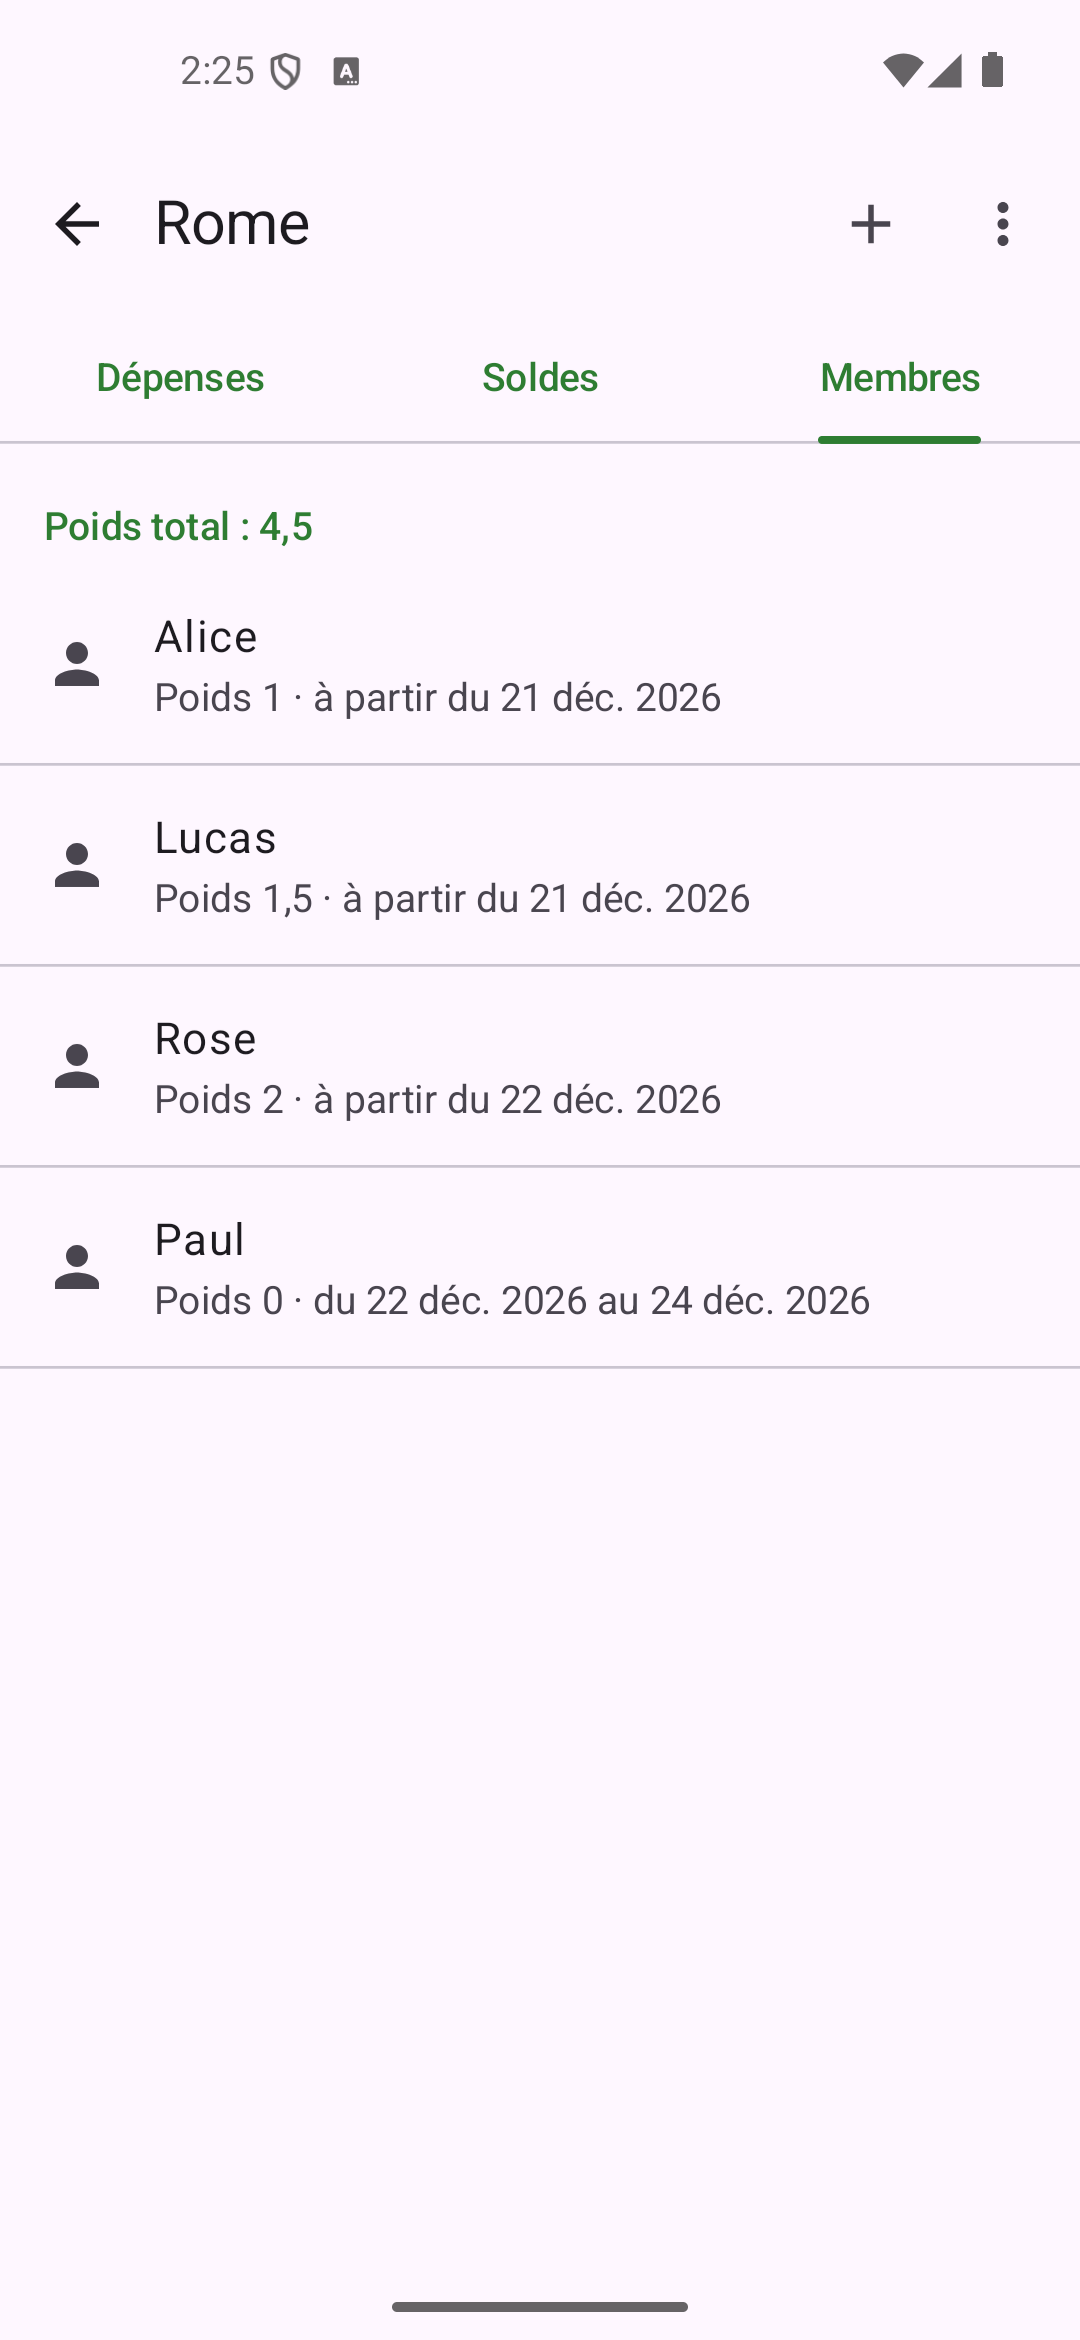 2:25
Rome
Dépenses
Soldes
Membres
Poids total : 4,5
Alice
Poids 1 · à partir du 21 déc. 2026
Lucas
Poids 1,5 · à partir du 21 déc. 2026
Rose
Poids 2 · à partir du 22 déc. 2026
Paul
Poids 0 · du 22 déc. 2026 au 24 déc. 2026